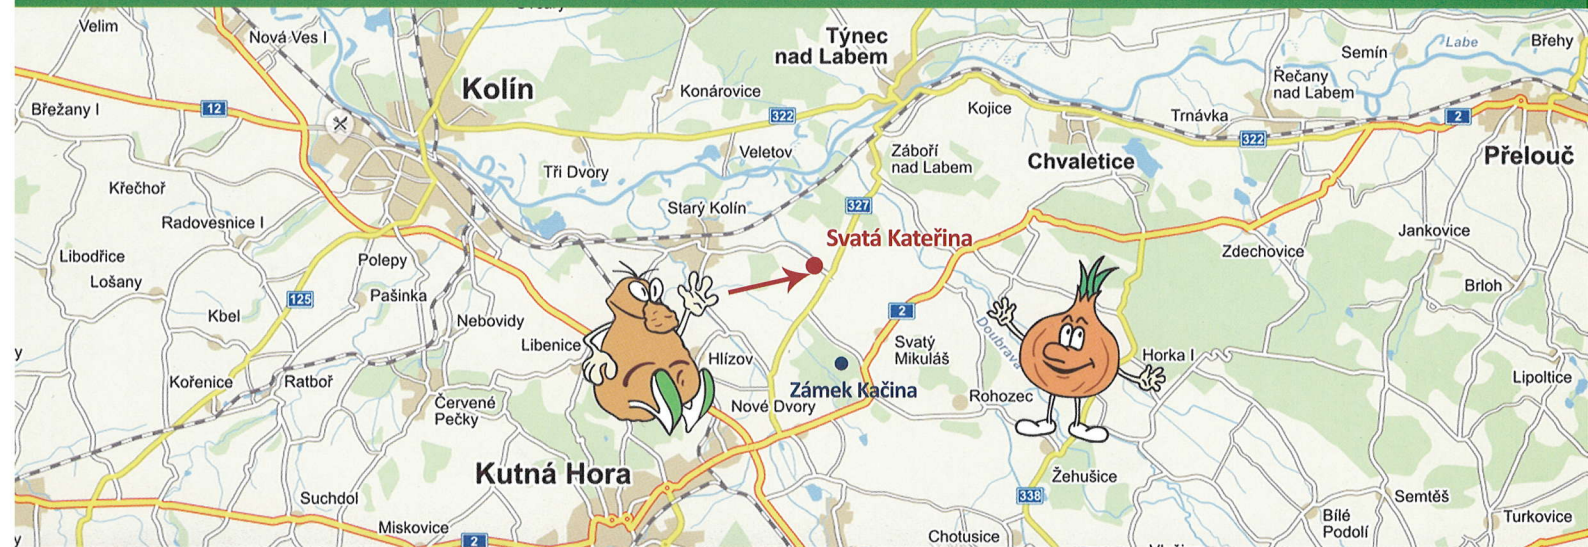 Velim
Nová Ves I
Týnec
nad Labem
Semín
Labe
Břehy
Kolín
Konárovice
Řečany
nad Labem
Břežany I
12
322
Kojice
Trnávka
2
322
Veletov
Záboří
nad Labem
Chvaletice
Přelouč
Tři Dvory
Křečhoř
Starý Kolín
327
Radovesnice I
Svatá Kateřina
Jankovice
Libodřice
Polepy
Zdechovice
Lošany
125
Pašinka
Brloh
Kbel
Nebovidy
2
Doubrava
Libenice
Svatý
Mikuláš
y
Hlízov
Horka I
Kořenice
Ratboř
Zámek Kačina
Lipoltice
Červené
Pečky
Nové Dvory
Rohozec
Kutná Hora
Žehušice
Suchdol
338
Semtěš
Miskovice
Bílé
Podolí
Turkovice
2
Chotusice
y